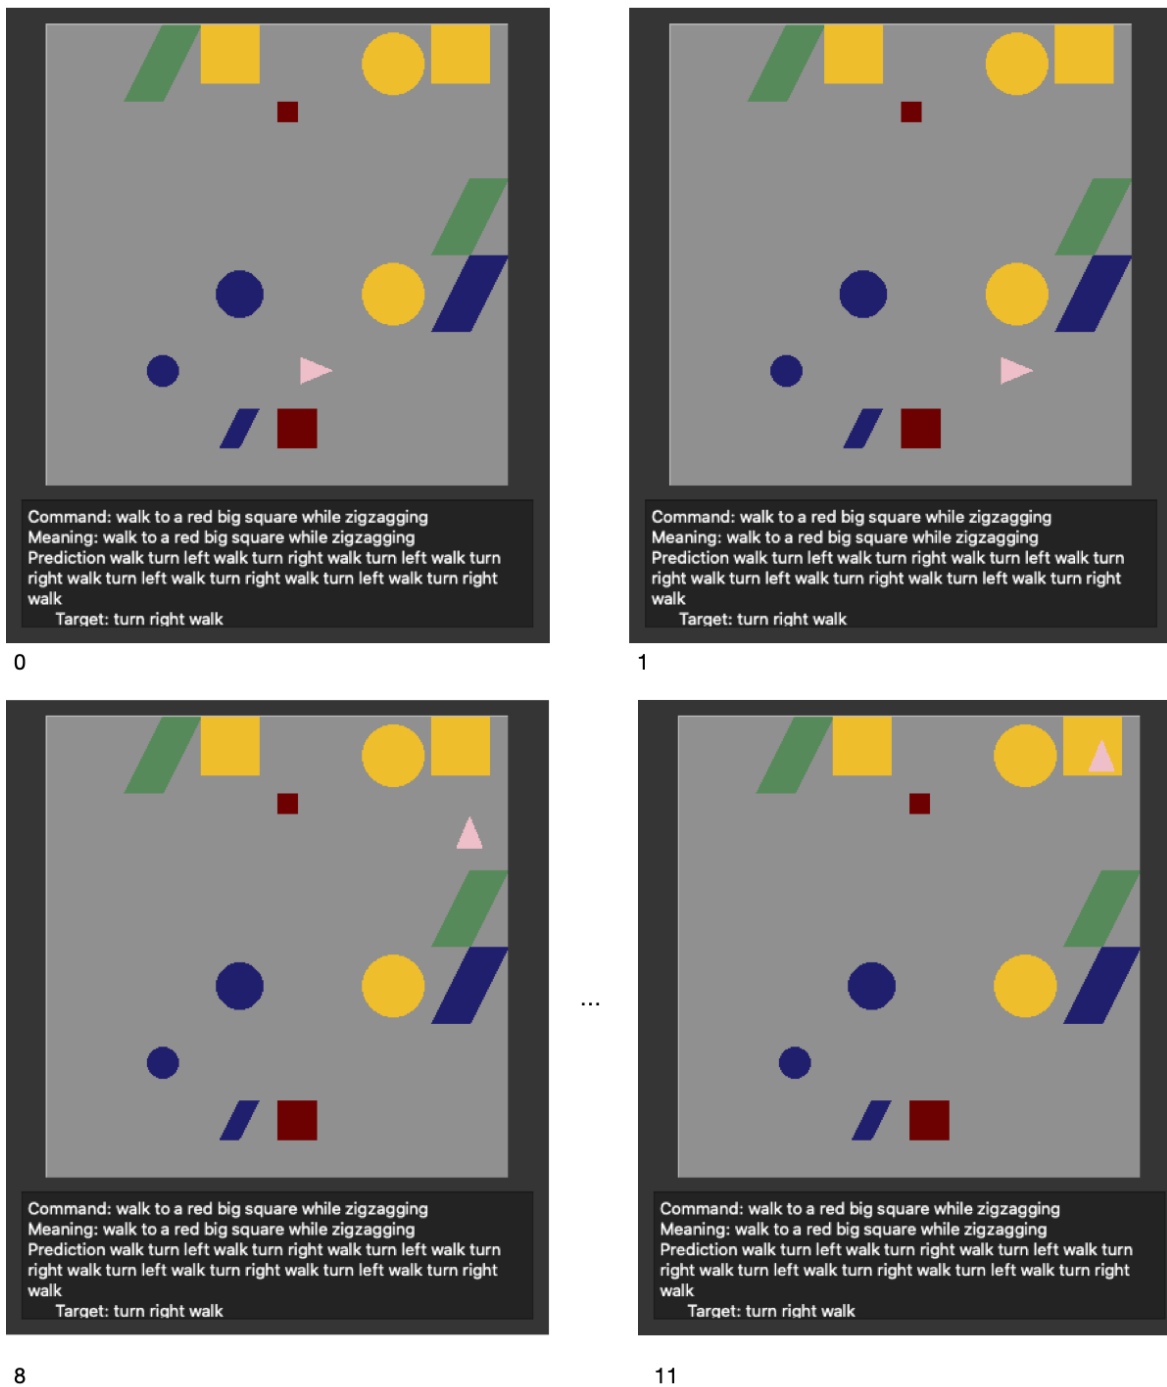 Command: walk to a red big square while zigzagging
Meaning: walk to a red big square while zigzagging
Prediction walk turn left walk turn right walk turn left walk turn
right walk turn left walk turn right walk turn left walk turn right
walk
Target: turn right walk
0
Command: walk to a red big square while zigzagging
Meaning: walk to a red big square while zigzagging
Prediction walk turn left walk turn right walk turn left walk turn
right walk turn left walk turn right walk turn left walk turn right
walk
Target: turn right walk
1
Command: walk to a red big square while zigzagging
Meaning: walk to a red big square while zigzagging
Prediction walk turn left walk turn right walk turn left walk turn
right walk turn left walk turn right walk turn left walk turn right
walk
Target: turn right walk
8
...
Command: walk to a red big square while zigzagging
Meaning: walk to a red big square while zigzagging
Prediction walk turn left walk turn right walk turn left walk turn
right walk turn left walk turn right walk turn left walk turn right
walk
Target: turn right walk
11